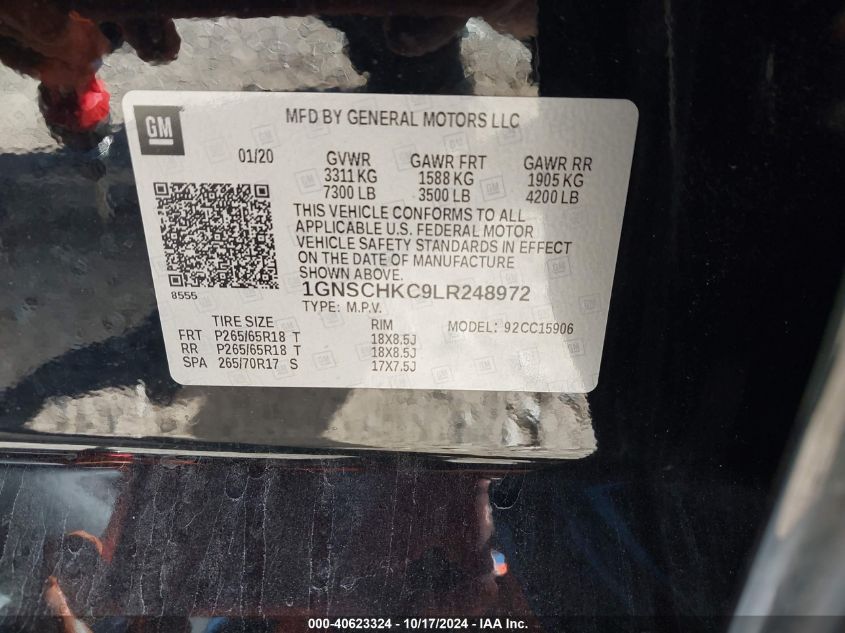 GM
MFD BY GENERAL MOTORS LLC
01/20 GVWR GAWR FRT GAWR RR
3311 KG 1588 KG 1905 KG
7300 LB 3500 LB 4200 LB
THIS VEHICLE CONFORMS TO ALL
APPLICABLE U.S. FEDERAL MOTOR
VEHICLE SAFETY STANDARDS IN EFFECT
ON THE DATE OF MANUFACTURE
SHOWN ABOVE.
8555
1GNSCHKC9LR248972
TYPE: M.P.V.
TIRE SIZE RIM MODEL: 92CC15906
FRT P265/65R18 T 18X8.5J
RR P265/65R18 T 18X8.5J
SPA 265/70R17 S 17X7.5J
000-40623324 | 10/17/2024 - IAA Inc.